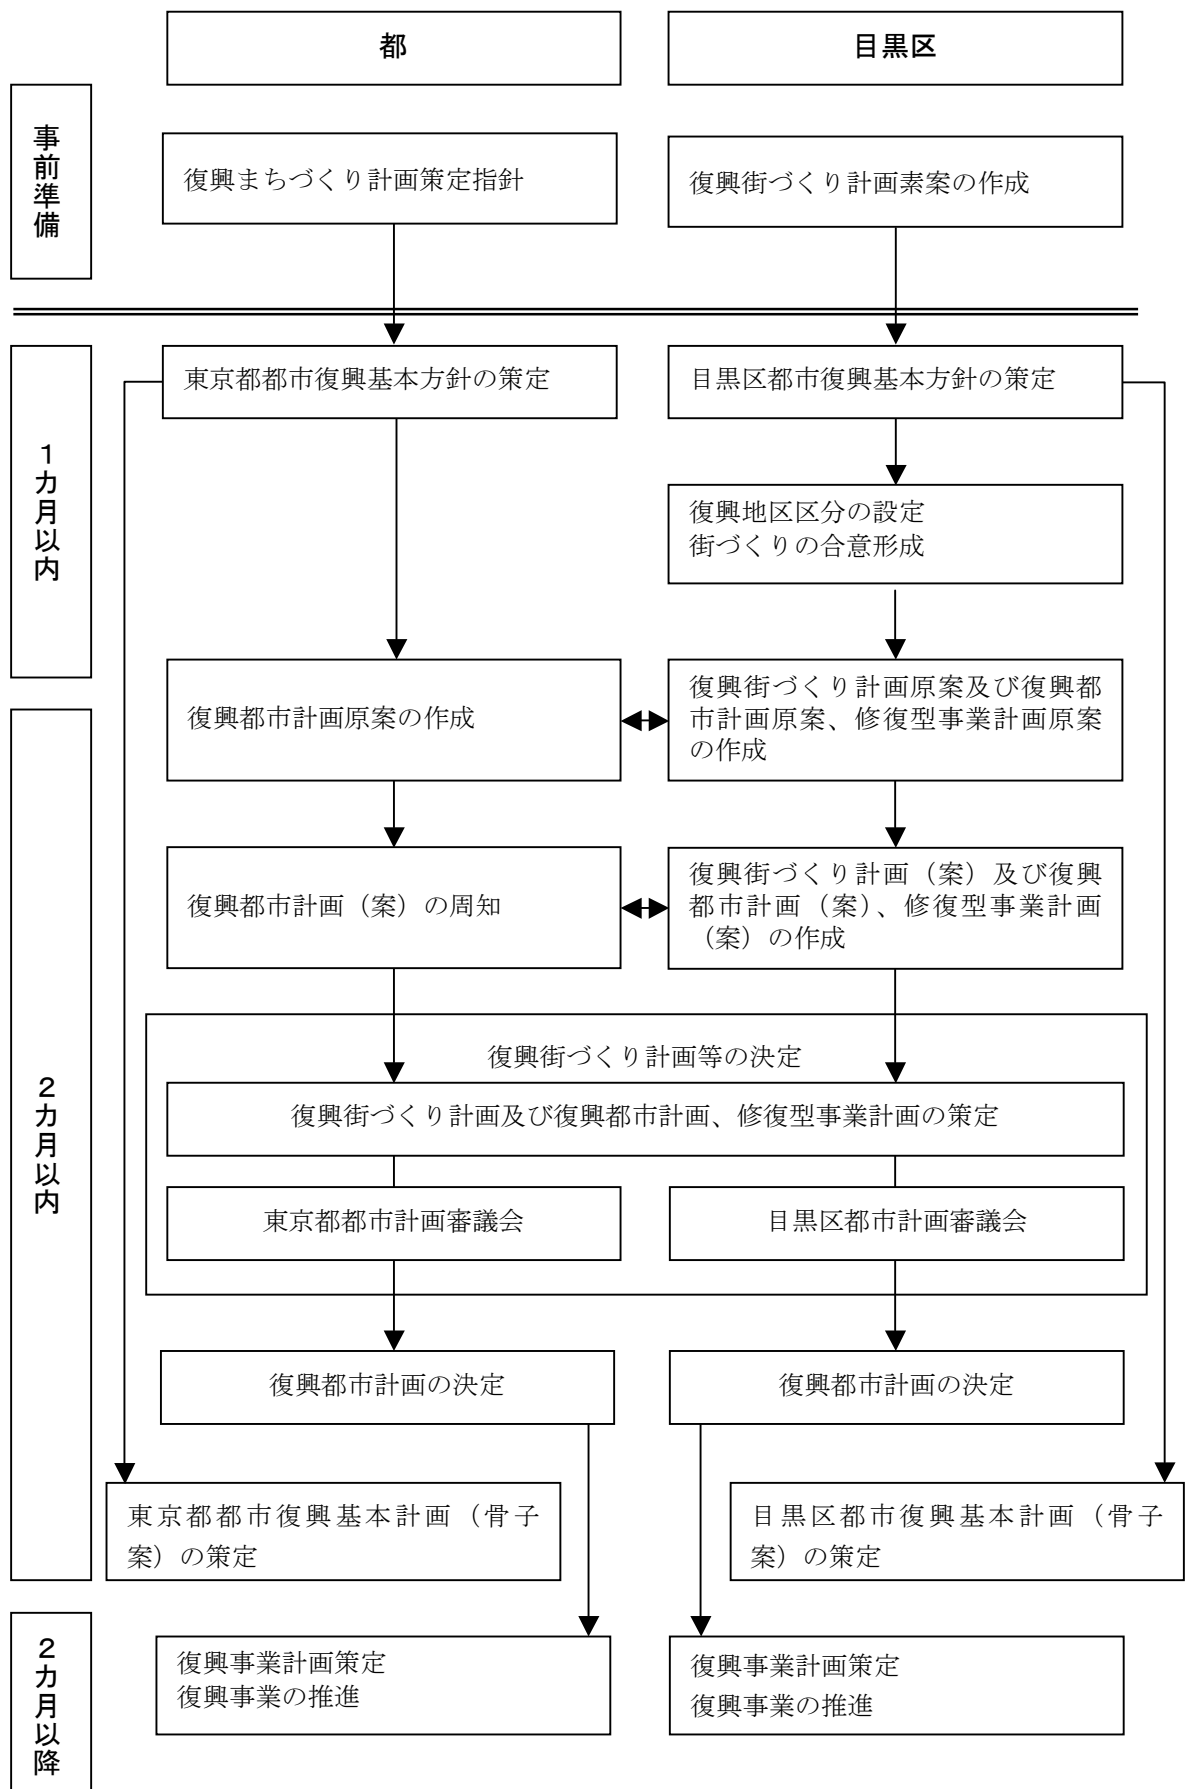 都
目黒区
事前準備
復興まちづくり計画策定指針
復興街づくり計画素案の作成
1カ月以内
東京都都市復興基本方針の策定
目黒区都市復興基本方針の策定
復興地区区分の設定
街づくりの合意形成
復興都市計画原案の作成
復興街づくり計画原案及び復興都
市計画原案、修復型事業計画原案
の作成
2カ月以内
復興都市計画（案）の周知
復興街づくり計画（案）及び復興
都市計画（案）、修復型事業計画
（案）の作成
復興街づくり計画等の決定
復興街づくり計画及び復興都市計画、修復型事業計画の策定
東京都都市計画審議会
目黒区都市計画審議会
復興都市計画の決定
復興都市計画の決定
東京都都市復興基本計画（骨子
案）の策定
目黒区都市復興基本計画（骨子
案）の策定
2カ月以降
復興事業計画策定
復興事業の推進
復興事業計画策定
復興事業の推進